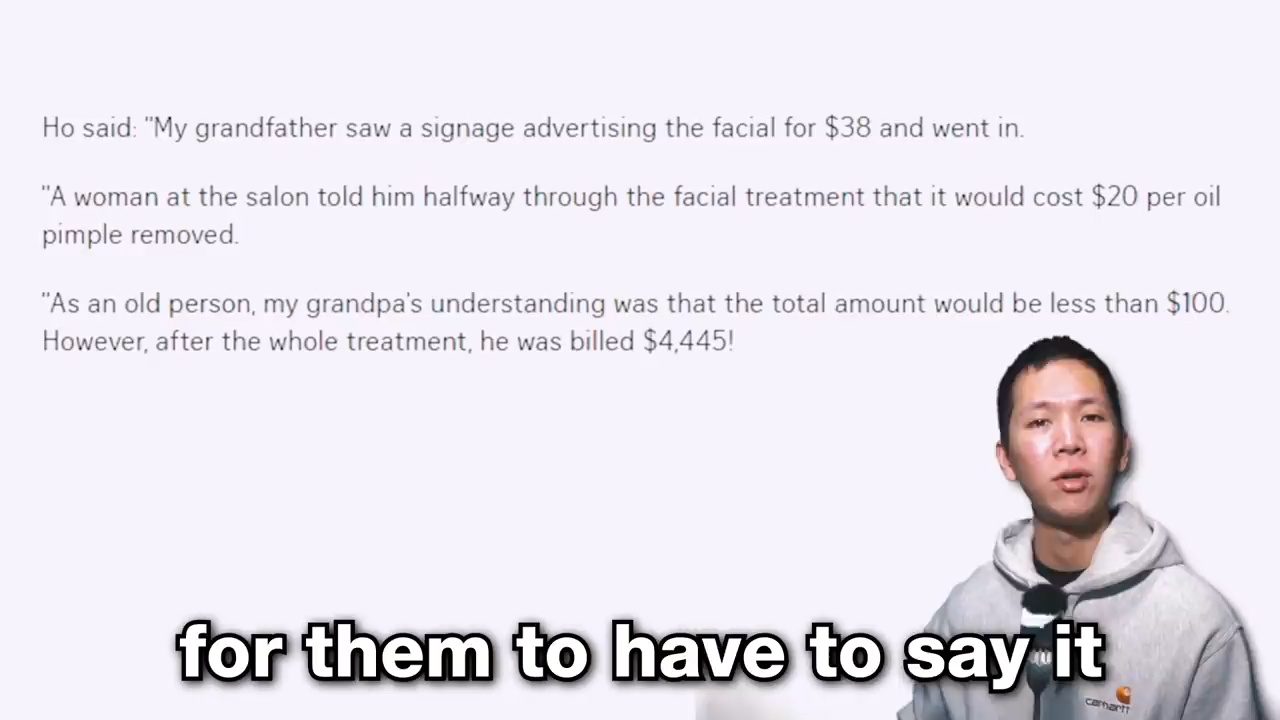 Ho said: "My grandfather saw a signage advertising the facial for $38 and went in.
"A woman at the salon told him halfway through the facial treatment that it would cost $20 per oil
pimple removed.
"As an old person, my grandpa's understanding was that the total amount would be less than $100.
However, after the whole treatment, he was billed $4,445!
for them to have to say it
carhartt